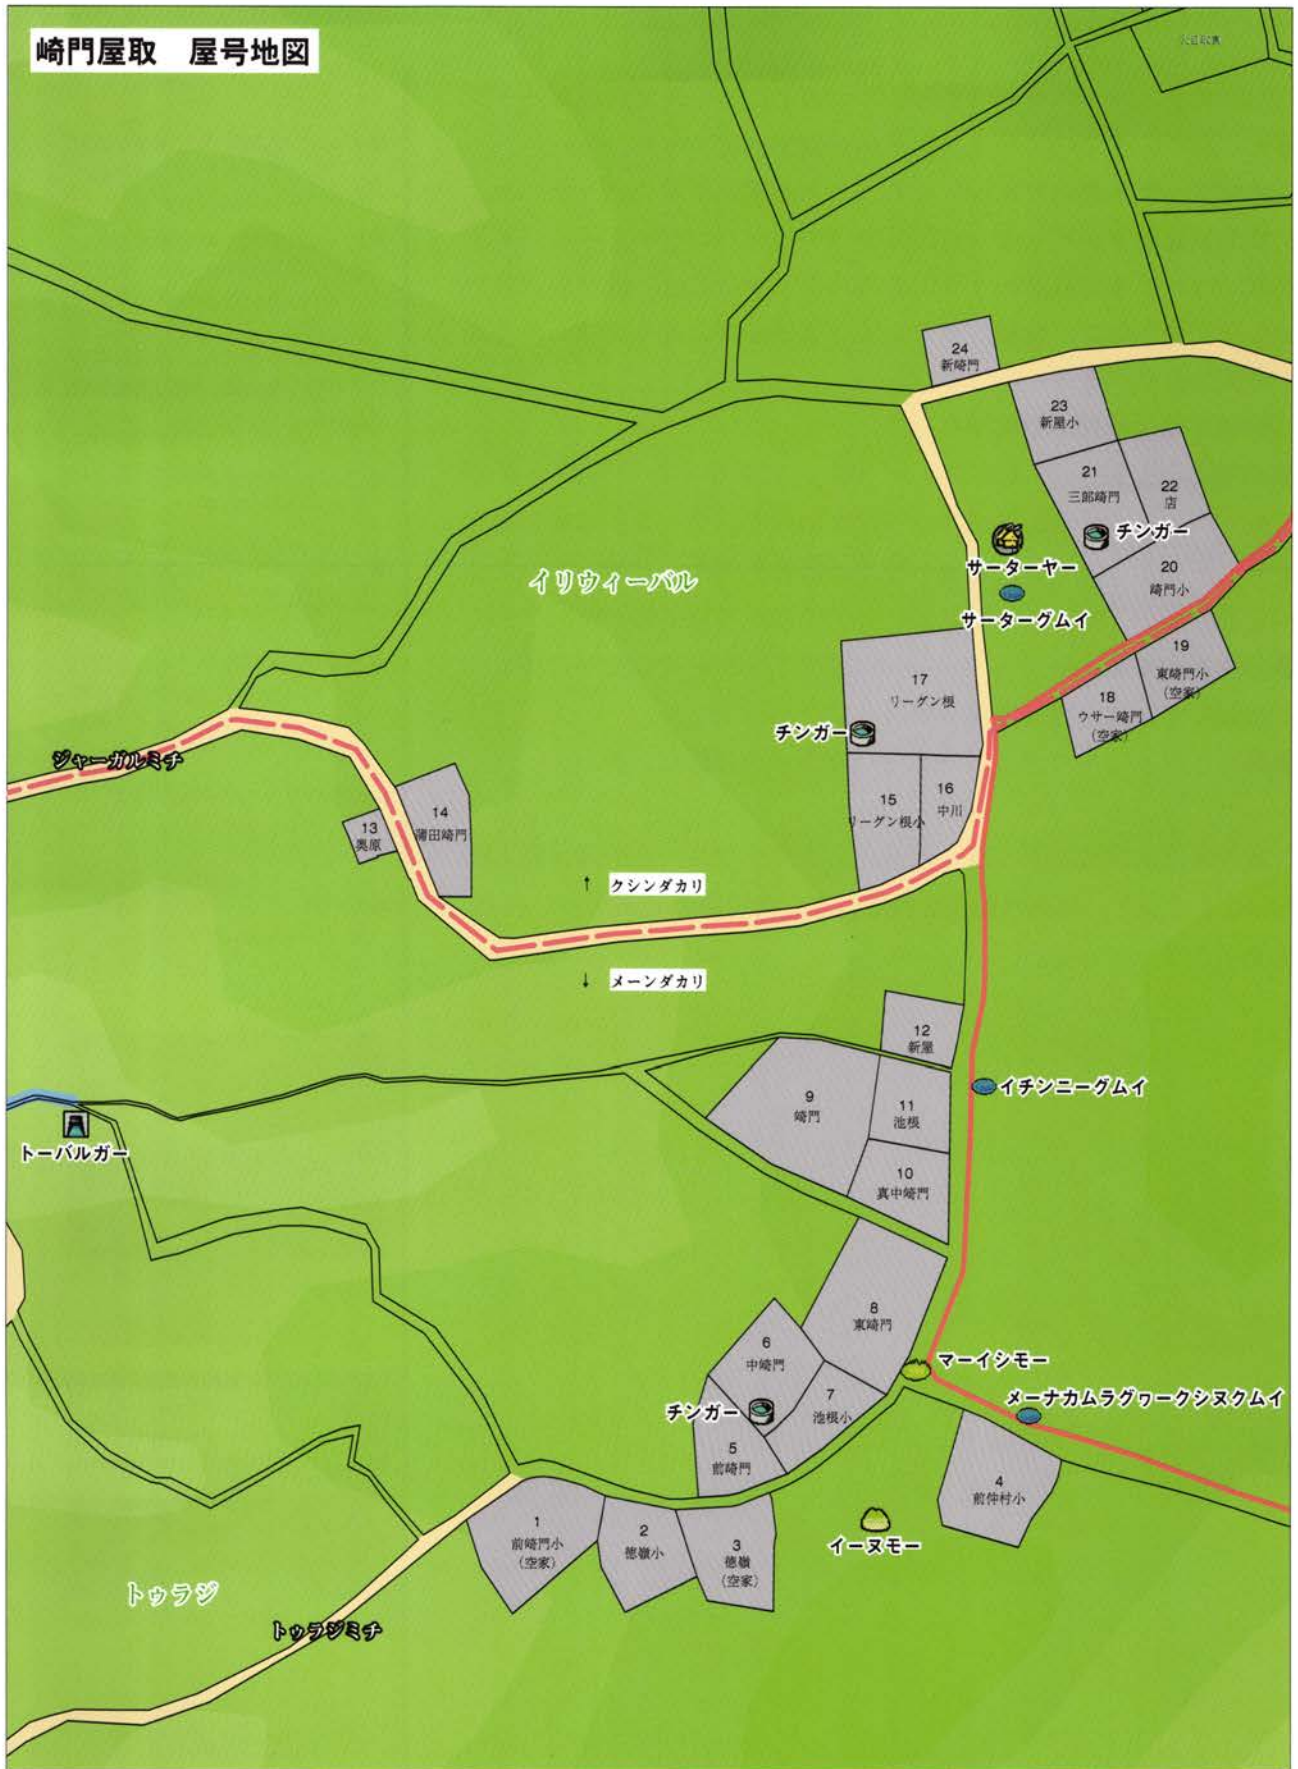 崎門屋取 屋号地図
24
新崎門
23
新屋小
21
三郎崎門
22
店
チンガー
サーターヤー
20
崎門小
イリウィーバル
サーターグムイ
19
東崎門小
(空家)
17
リーグン根
18
ウサー崎門
(空家)
チンガー
ジャーガルミチ
16
中川
15
リーグン根小
14
蒲田崎門
13
奥原
↑ クシンダカリ
↓ メーンダカリ
12
新屋
イチンニーグムイ
9
崎門
11
池根
トーバルガー
10
真中崎門
8
東崎門
6
中崎門
マーイシモー
メーナカムラグヮークシヌクムイ
7
池根小
チンガー
5
前崎門
4
前仲村小
イーヌモー
1
前崎門小
(空家)
2
徳嶺小
3
徳嶺
(空家)
トゥラジ
トゥラジミチ